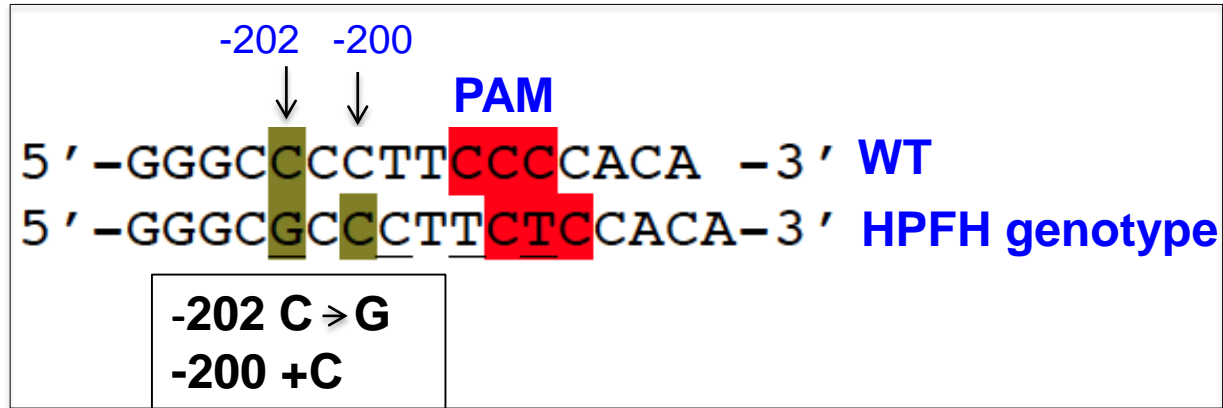 -202 -200
PAM
5′-GGGCCCCTTCCCCACA -3′ WT
5′-GGGCGCCCTTCTCCACA-3′ HPFH genotype
-202 C → G
-200 +C